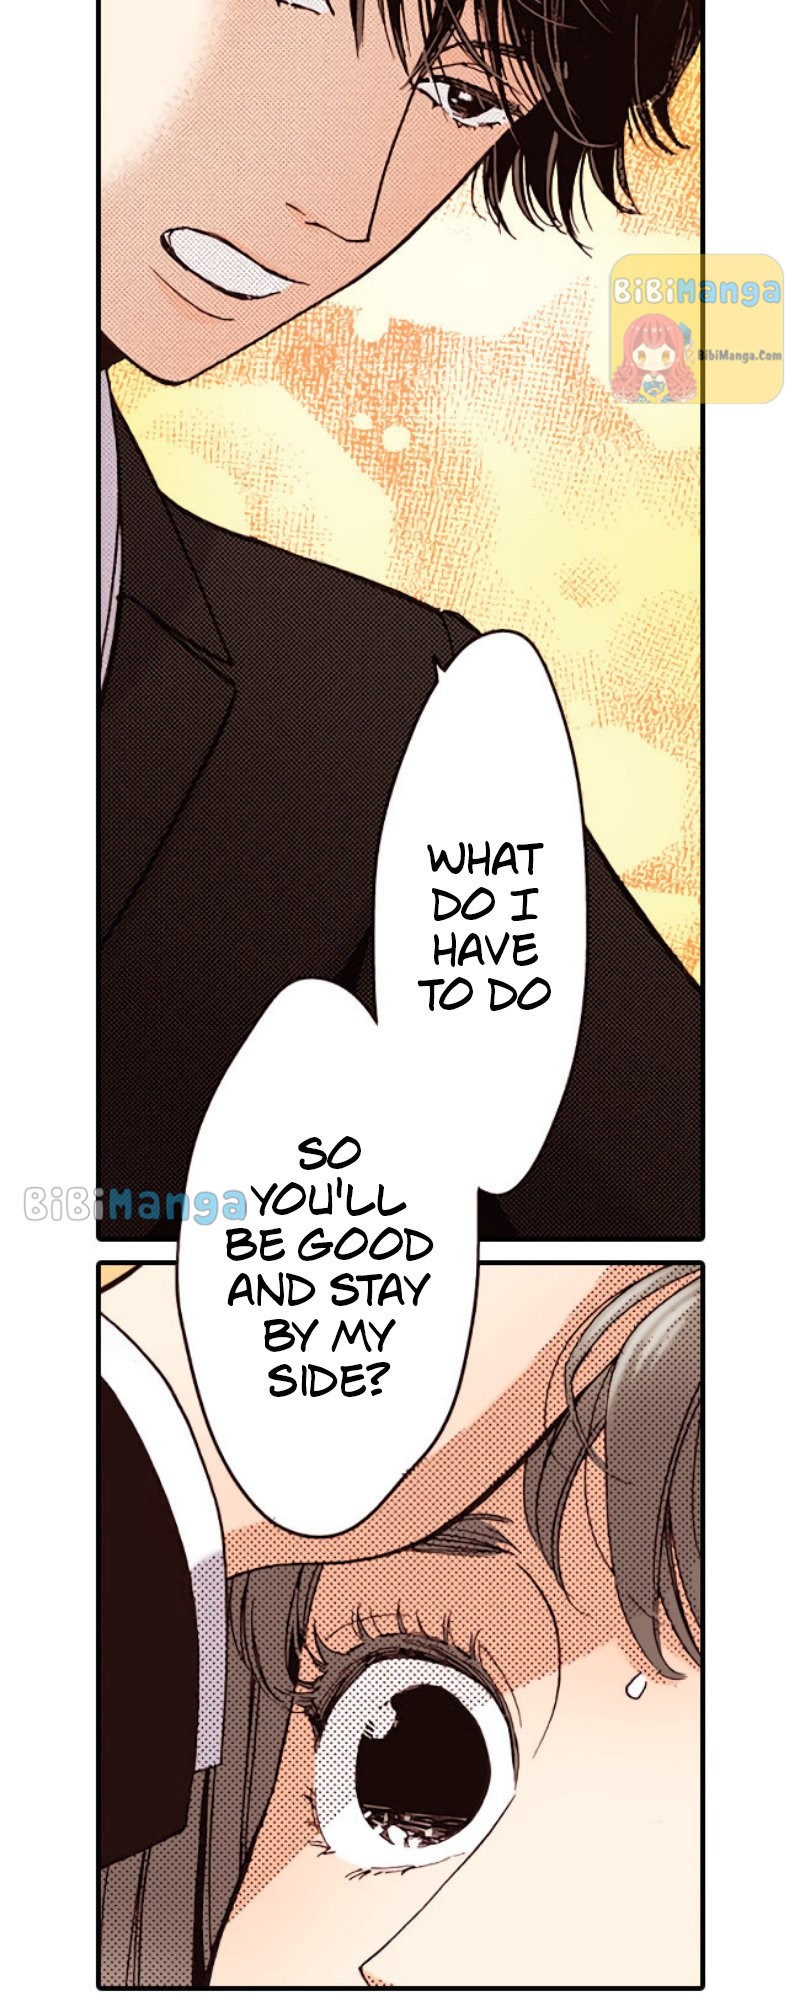 BiBiManga
BibiManga.Com
WHAT
DO I
HAVE
TO DO
SO
YOU'LL
BE GOOD
AND STAY
BY MY
SIDE?
BiBiManga